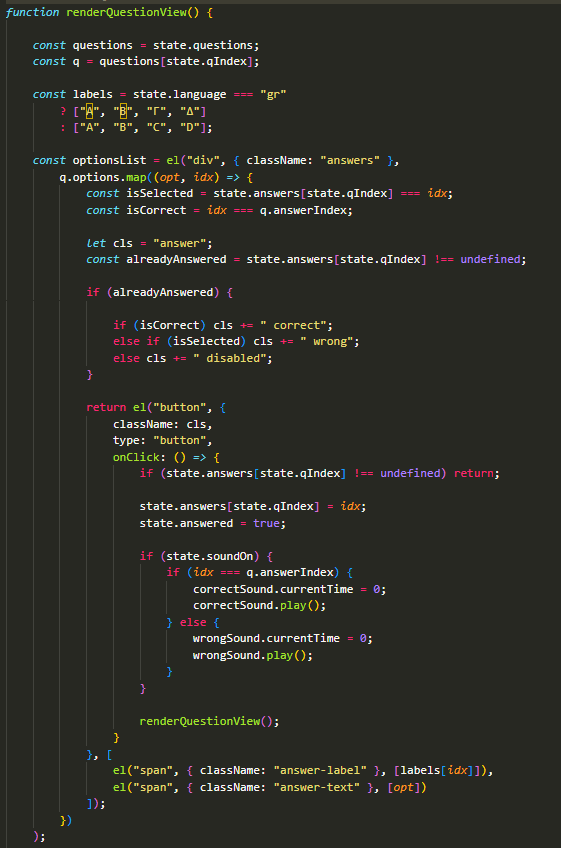 function renderQuestionView() {
const questions = state.questions;
const q = questions[state.qIndex];
const labels = state.language === "gr"
? ["Α", "Β", "Γ", "Δ"]
: ["A", "B", "C", "D"];
const optionsList = el("div", { className: "answers" },
q.options.map((opt, idx) => {
const isSelected = state.answers[state.qIndex] === idx;
const isCorrect = idx === q.answerIndex;
let cls = "answer";
const alreadyAnswered = state.answers[state.qIndex] !== undefined;
if (alreadyAnswered) {
if (isCorrect) cls += " correct";
else if (isSelected) cls += " wrong";
else cls += " disabled";
}
return el("button", {
className: cls,
type: "button",
onClick: () => {
if (state.answers[state.qIndex] !== undefined) return;
state.answers[state.qIndex] = idx;
state.answered = true;
if (state.soundOn) {
if (idx === q.answerIndex) {
correctSound.currentTime = 0;
correctSound.play();
} else {
wrongSound.currentTime = 0;
wrongSound.play();
}
}
renderQuestionView();
}
}, [
el("span", { className: "answer-label" }, [labels[idx]]),
el("span", { className: "answer-text" }, [opt])
]);
})
);